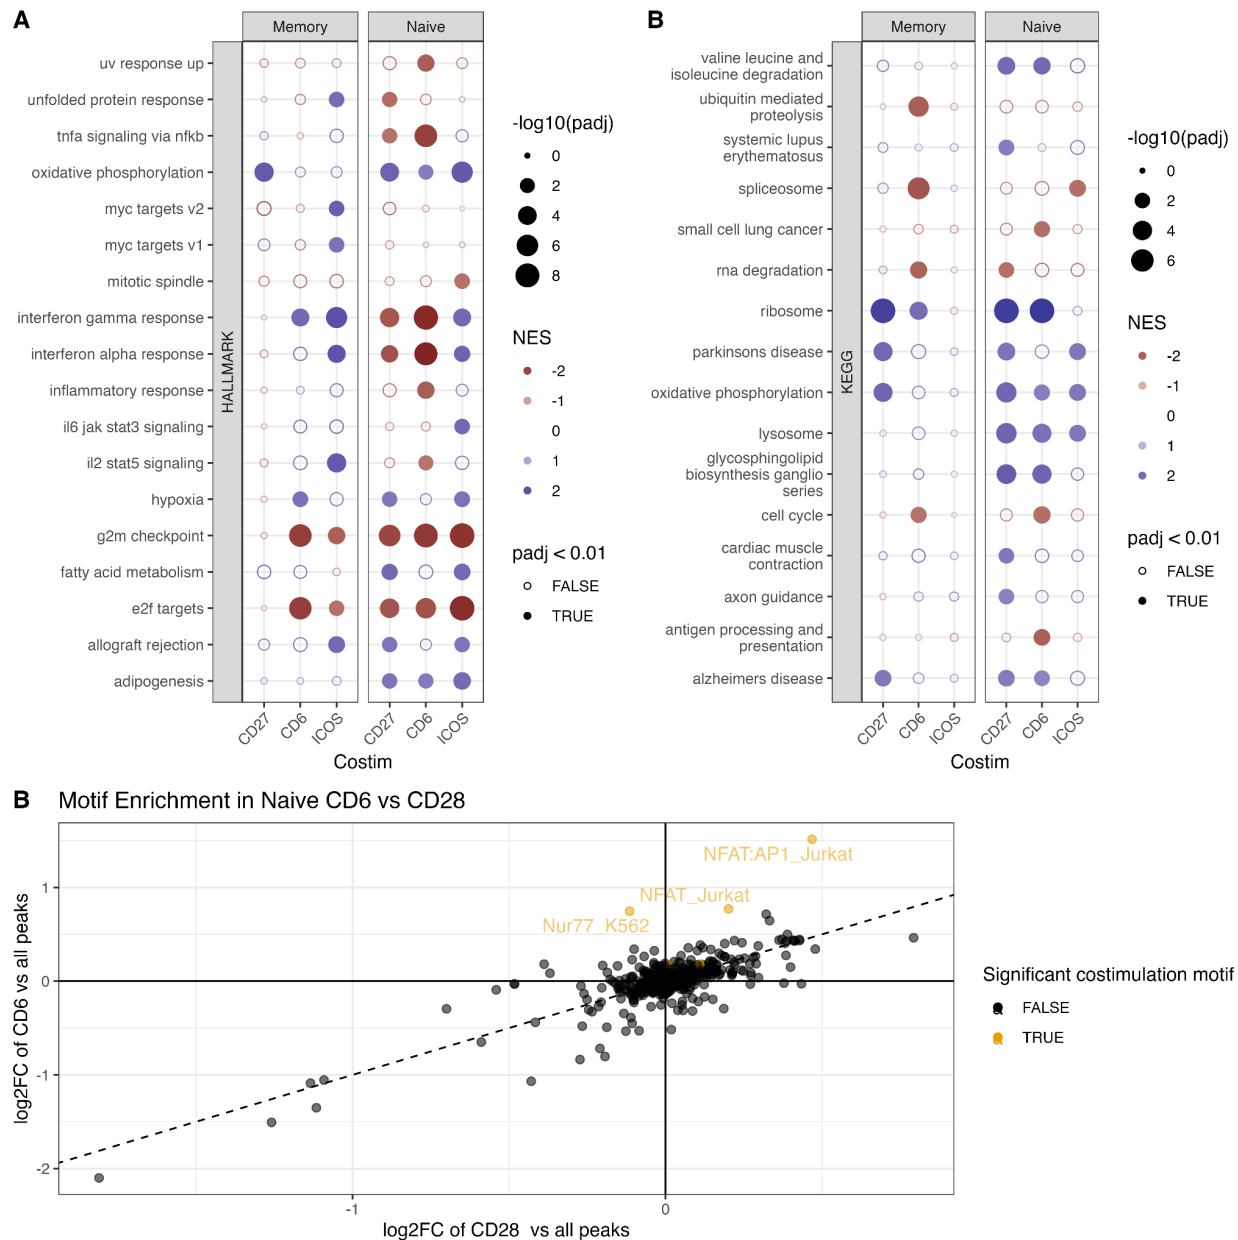 A
Memory
Naive
uv response up
unfolded protein response
tnfa signaling via nfkb
oxidative phosphorylation
myc targets v2
myc targets v1
mitotic spindle
interferon gamma response
interferon alpha response
inflammatory response
il6 jak stat3 signaling
il2 stat5 signaling
hypoxia
g2m checkpoint
fatty acid metabolism
e2f targets
allograft rejection
adipogenesis
HALLMARK
CD27
CD6
ICOS
CD27
CD6
ICOS
Costim
-log10(padj)
0
2
4
6
8
NES
-2
-1
0
1
2
padj < 0.01
FALSE
TRUE
B
Memory
Naive
valine leucine and
isoleucine degradation
ubiquitin mediated
proteolysis
systemic lupus
erythematosus
spliceosome
small cell lung cancer
rna degradation
ribosome
parkinsons disease
oxidative phosphorylation
lysosome
glycosphingolipid
biosynthesis ganglio
series
cell cycle
cardiac muscle
contraction
axon guidance
antigen processing and
presentation
alzheimers disease
KEGG
CD27
CD6
ICOS
CD27
CD6
ICOS
Costim
-log10(padj)
0
2
4
6
NES
-2
-1
0
1
2
padj < 0.01
FALSE
TRUE
B
Motif Enrichment in Naive CD6 vs CD28
NFAT:AP1_Jurkat
NFAT_Jurkat
Nur77_K562
1
0
-1
-2
log2FC of CD6 vs all peaks
-1
0
log2FC of CD28  vs all peaks
Significant costimulation motif
FALSE
TRUE